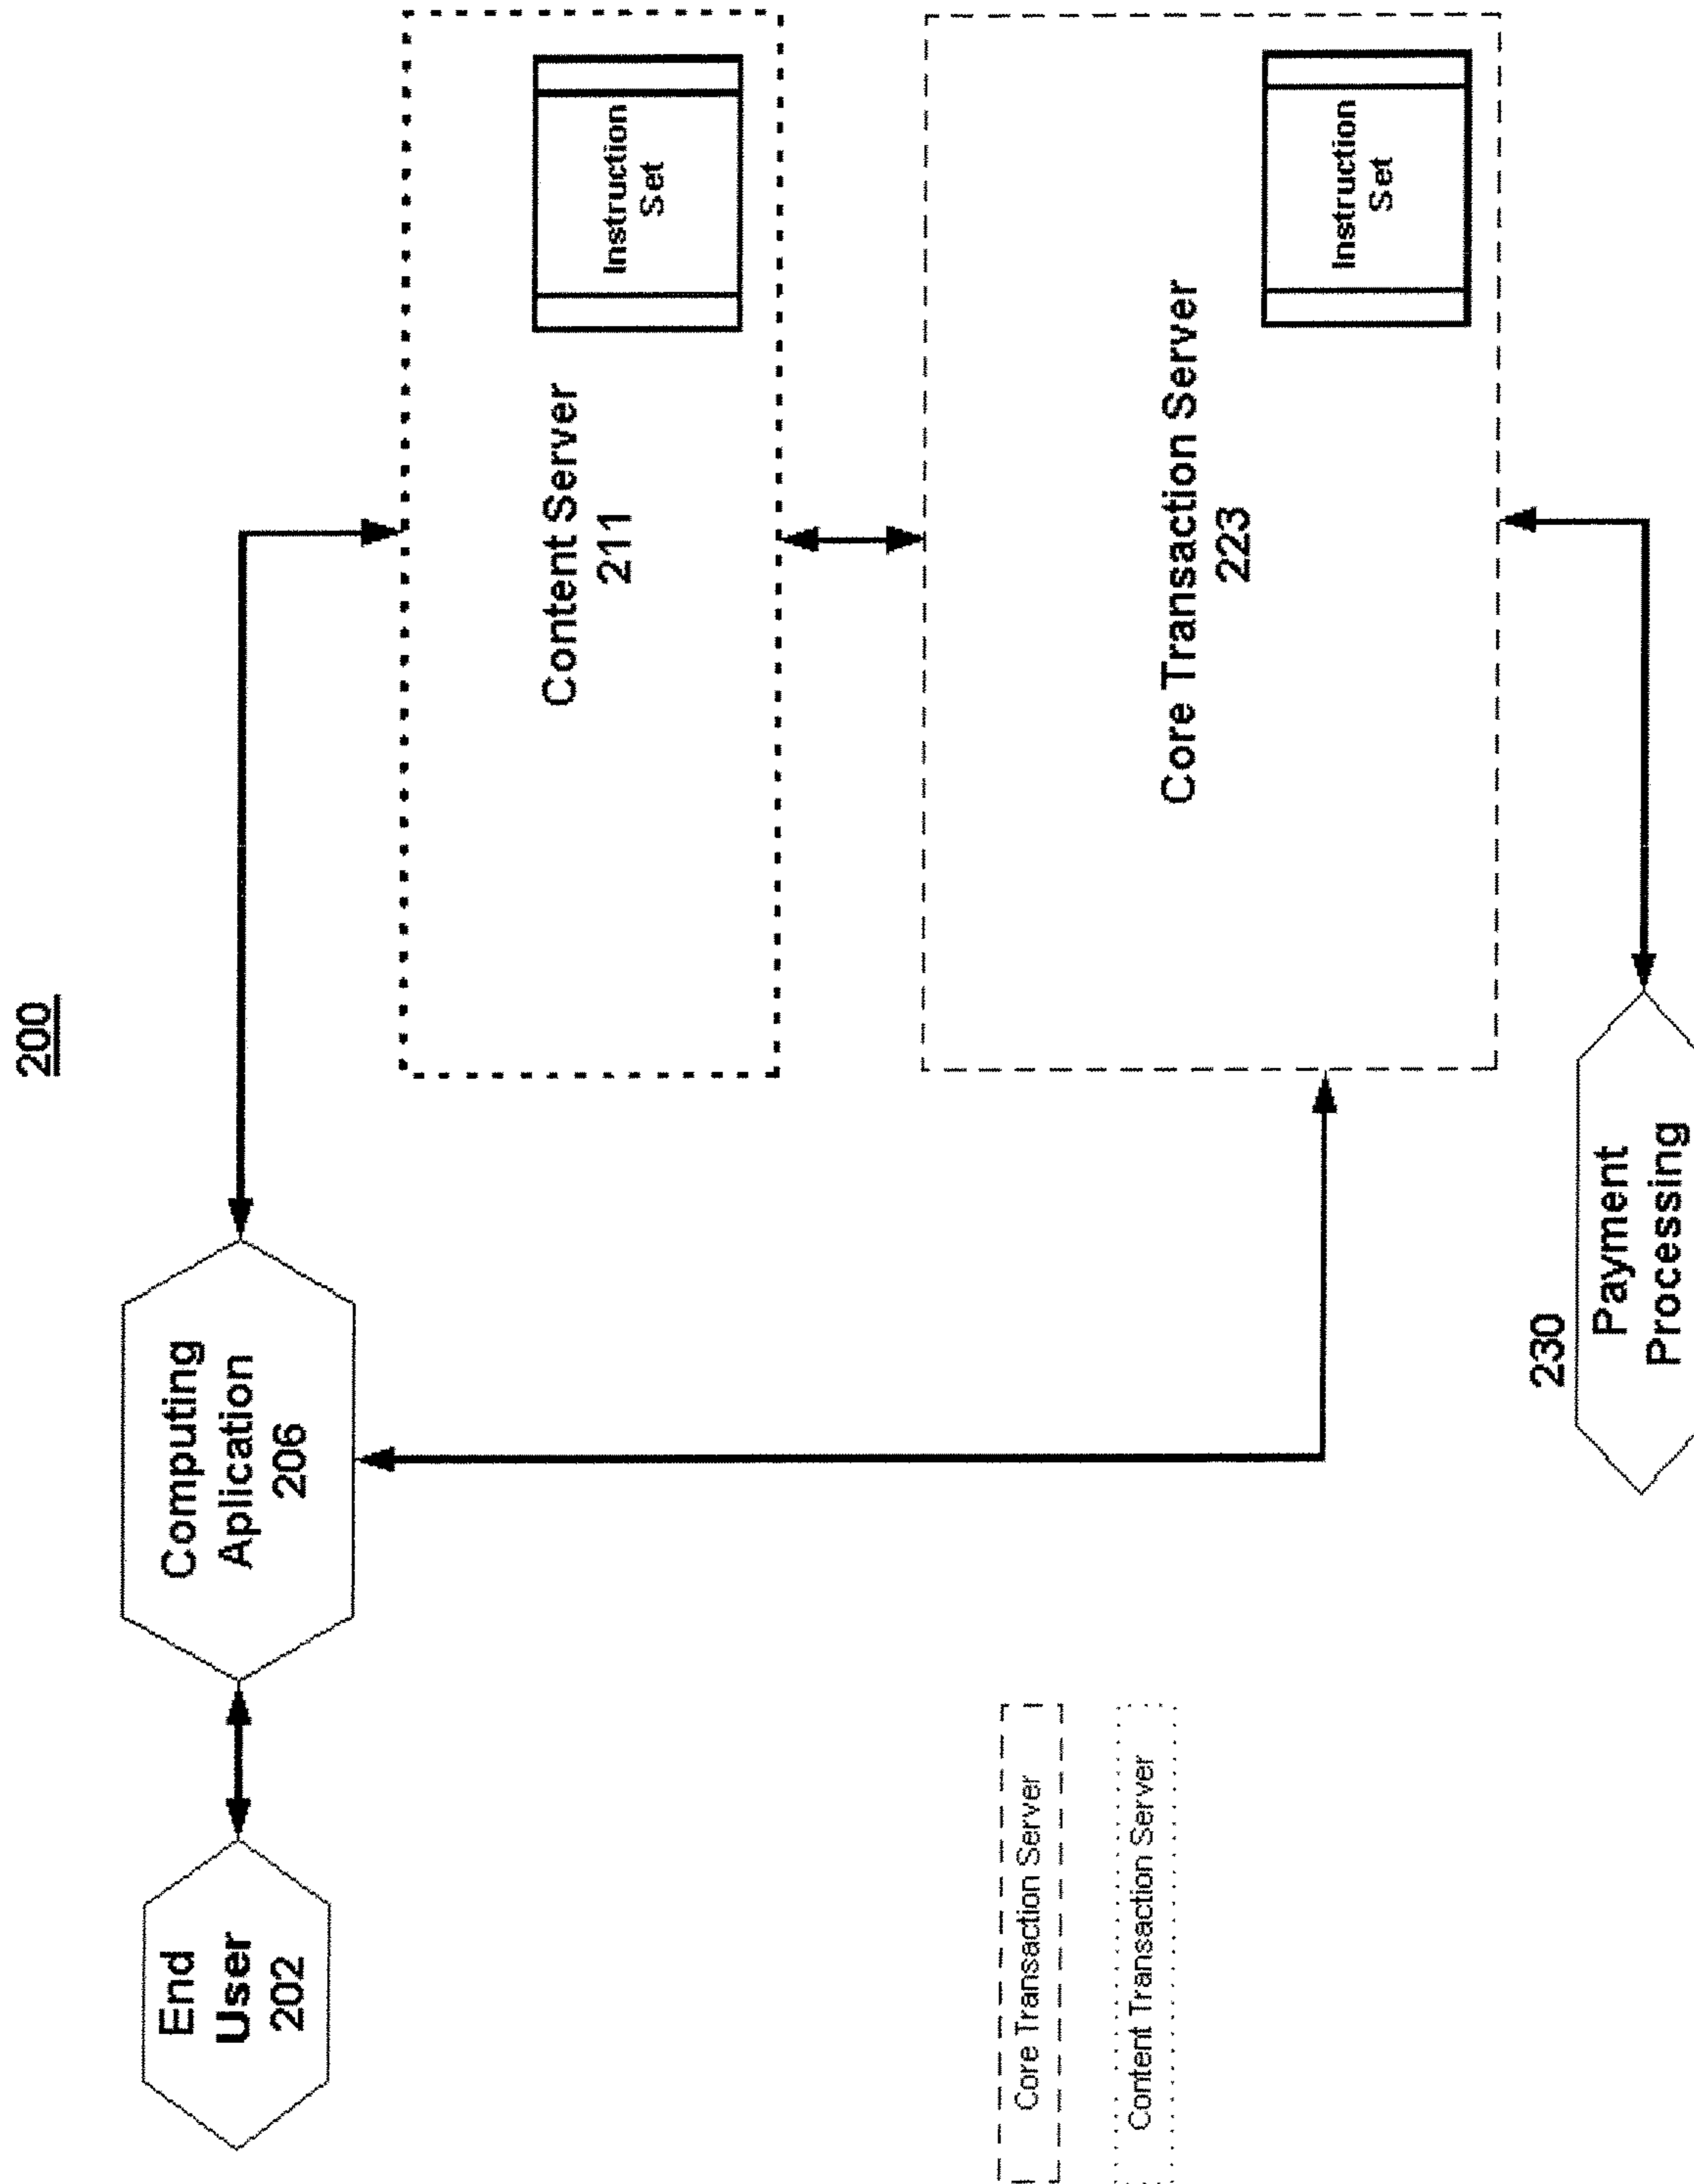 200
End
User
202
Computing
Aplication
206
Content Server
211
Instruction
Set
Core Transaction Server
223
Instruction
Set
230
Payment
Processing
Core Transaction Server
Content Transaction Server